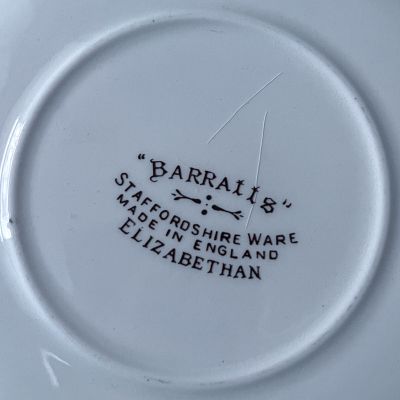 "BARRATTS"
STAFFORDSHIRE WARE
MADE IN ENGLAND
ELIZABETHAN